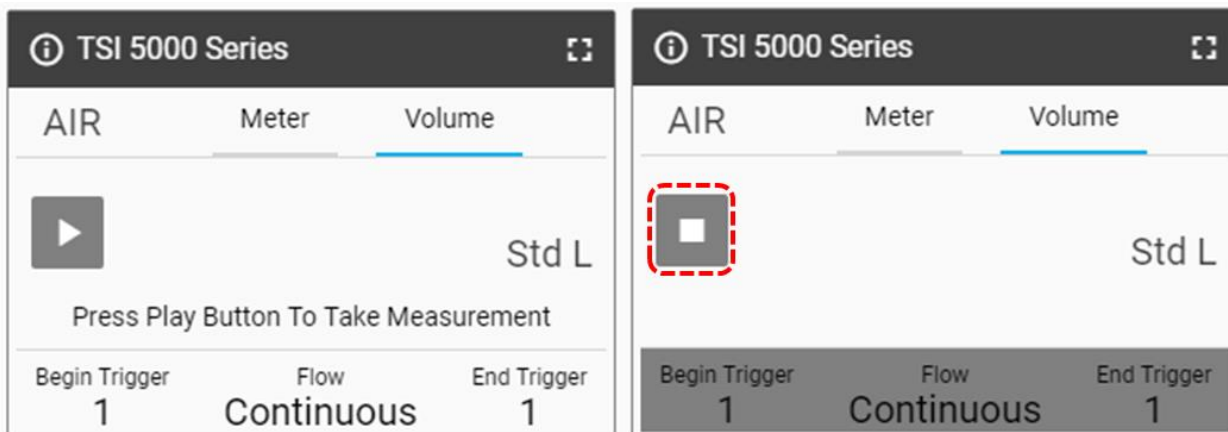 TSI 5000 Series
AIR Meter Volume
Std L
Press Play Button To Take Measurement
Begin Trigger Flow End Trigger
1 Continuous 1
TSI 5000 Series
AIR Meter Volume
Std L
Begin Trigger Flow End Trigger
1 Continuous 1